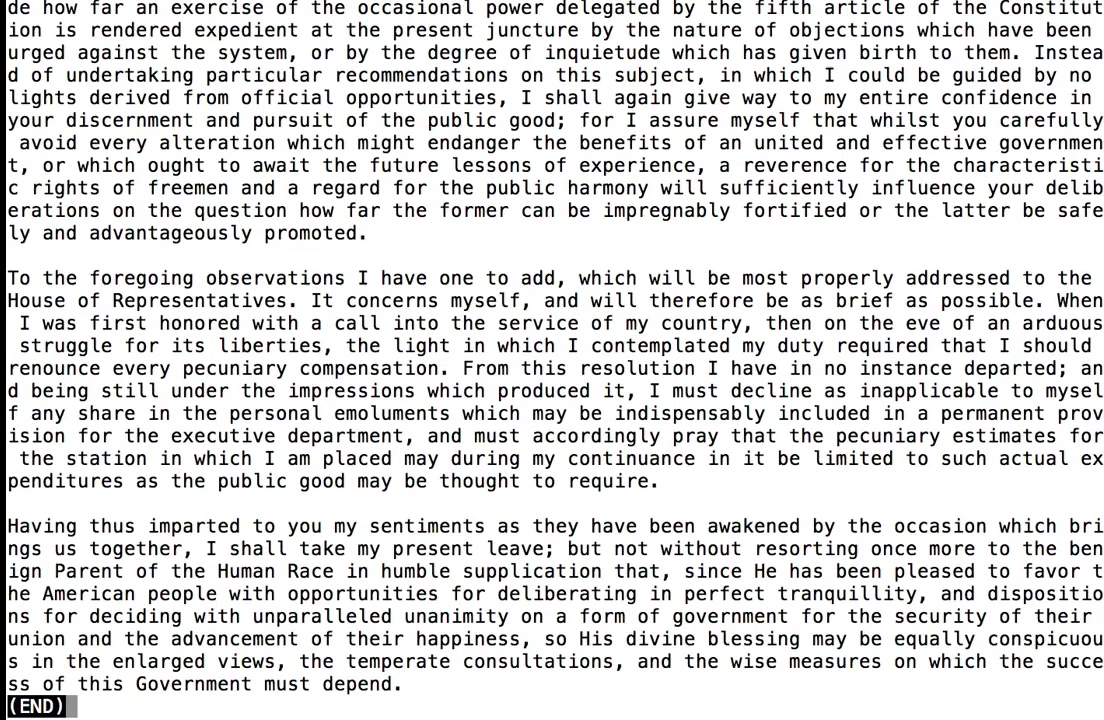 de how far an exercise of the occasional power delegated by the fifth article of the Constitut
ion is rendered expedient at the present juncture by the nature of objections which have been
urged against the system, or by the degree of inquietude which has given birth to them. Instea
d of undertaking particular recommendations on this subject, in which I could be guided by no
lights derived from official opportunities, I shall again give way to my entire confidence in
your discernment and pursuit of the public good; for I assure myself that whilst you carefully
avoid every alteration which might endanger the benefits of an united and effective governmen
t, or which ought to await the future lessons of experience, a reverence for the characteristi
c rights of freemen and a regard for the public harmony will sufficiently influence your delib
erations on the question how far the former can be impregnably fortified or the latter be safe
ly and advantageously promoted.
To the foregoing observations I have one to add, which will be most properly addressed to the
House of Representatives. It concerns myself, and will therefore be as brief as possible. When
I was first honored with a call into the service of my country, then on the eve of an arduous
struggle for its liberties, the light in which I contemplated my duty required that I should
renounce every pecuniary compensation. From this resolution I have in no instance departed; an
d being still under the impressions which produced it, I must decline as inapplicable to mysel
f any share in the personal emoluments which may be indispensably included in a permanent prov
ision for the executive department, and must accordingly pray that the pecuniary estimates for
the station in which I am placed may during my continuance in it be limited to such actual ex
penditures as the public good may be thought to require.
Having thus imparted to you my sentiments as they have been awakened by the occasion which bri
ngs us together, I shall take my present leave; but not without resorting once more to the ben
ign Parent of the Human Race in humble supplication that, since He has been pleased to favor t
he American people with opportunities for deliberating in perfect tranquillity, and dispositio
ns for deciding with unparalleled unanimity on a form of government for the security of their
union and the advancement of their happiness, so His divine blessing may be equally conspicuou
s in the enlarged views, the temperate consultations, and the wise measures on which the succe
ss of this Government must depend.
(END)